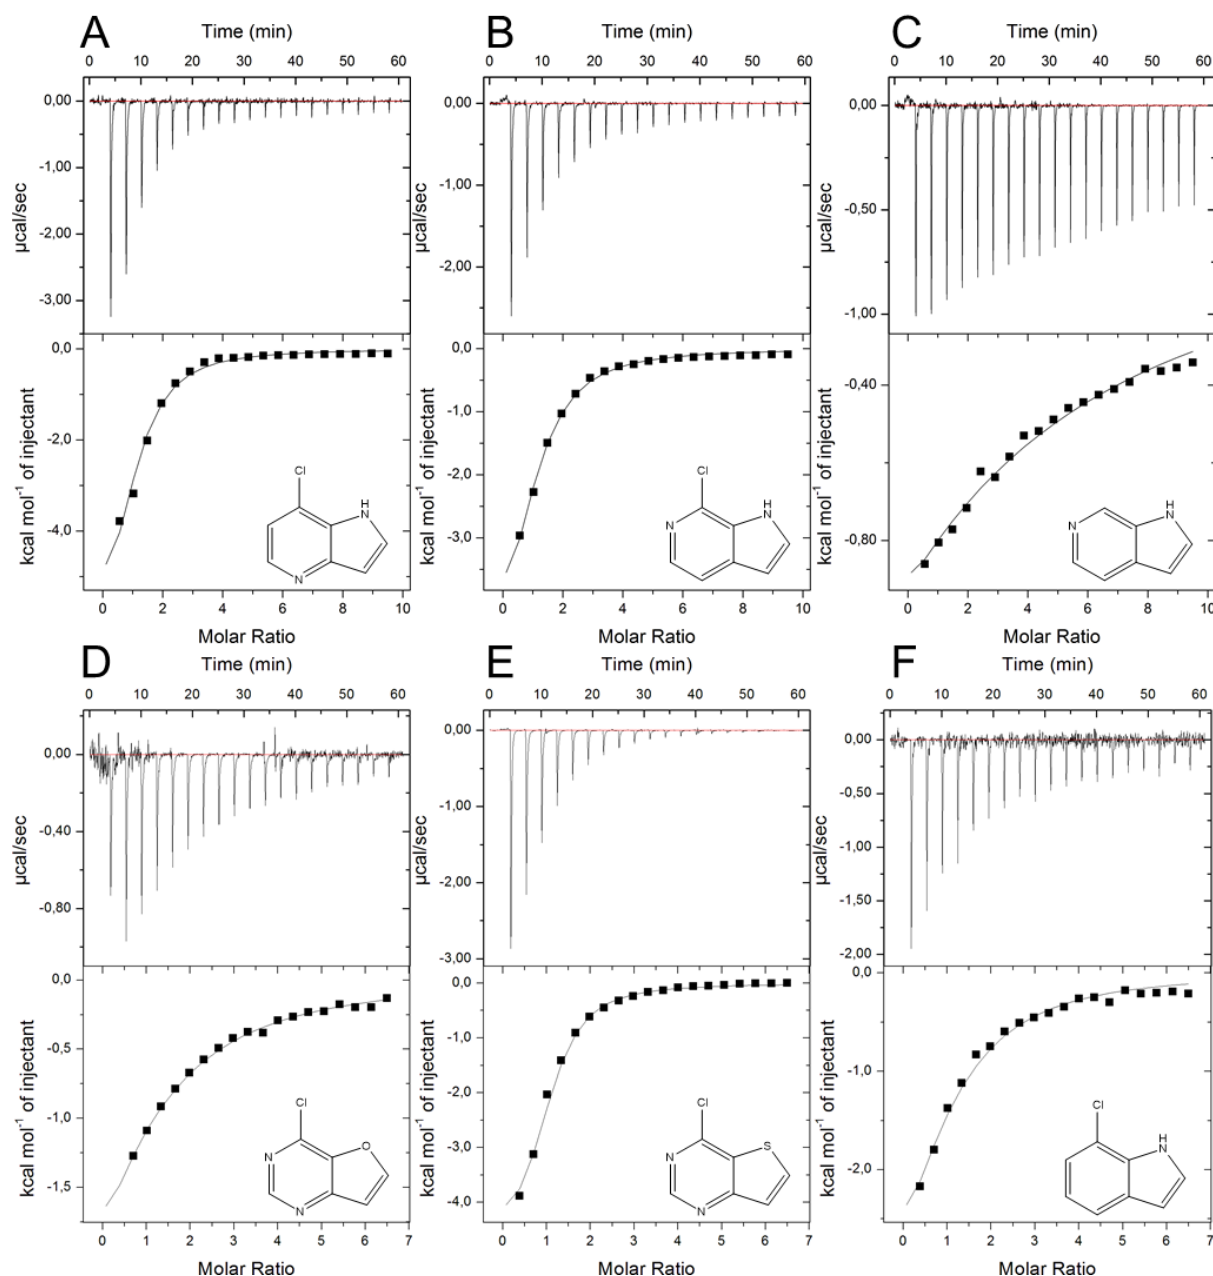 A
Time (min)
0 10 20 30 40 50 60
0,00
-1,00
-2,00
-3,00
µcal/sec
0,0
-2,0
-4,0
kcal mol⁻¹ of injectant
Cl
H
N
N
0 2 4 6 8 10
Molar Ratio
B
Time (min)
0 10 20 30 40 50 60
0,00
-1,00
-2,00
µcal/sec
0,0
-1,0
-2,0
-3,0
kcal mol⁻¹ of injectant
Cl
H
N
N
0 2 4 6 8 10
Molar Ratio
C
Time (min)
0 10 20 30 40 50 60
0,00
-0,50
-1,00
µcal/sec
-0,40
-0,80
kcal mol⁻¹ of injectant
H
N
N
0 2 4 6 8 10
Molar Ratio
D
Time (min)
0 10 20 30 40 50 60
0,00
-0,40
-0,80
µcal/sec
0,0
-0,5
-1,0
-1,5
kcal mol⁻¹ of injectant
Cl
O
N
N
0 1 2 3 4 5 6 7
Molar Ratio
E
Time (min)
0 10 20 30 40 50 60
0,00
-1,00
-2,00
-3,00
µcal/sec
0,0
-1,0
-2,0
-3,0
-4,0
kcal mol⁻¹ of injectant
Cl
S
N
N
0 1 2 3 4 5 6 7
Molar Ratio
F
Time (min)
0 10 20 30 40 50 60
0,00
-0,50
-1,00
-1,50
-2,00
µcal/sec
0,0
-1,0
-2,0
kcal mol⁻¹ of injectant
Cl
H
N
0 1 2 3 4 5 6 7
Molar Ratio